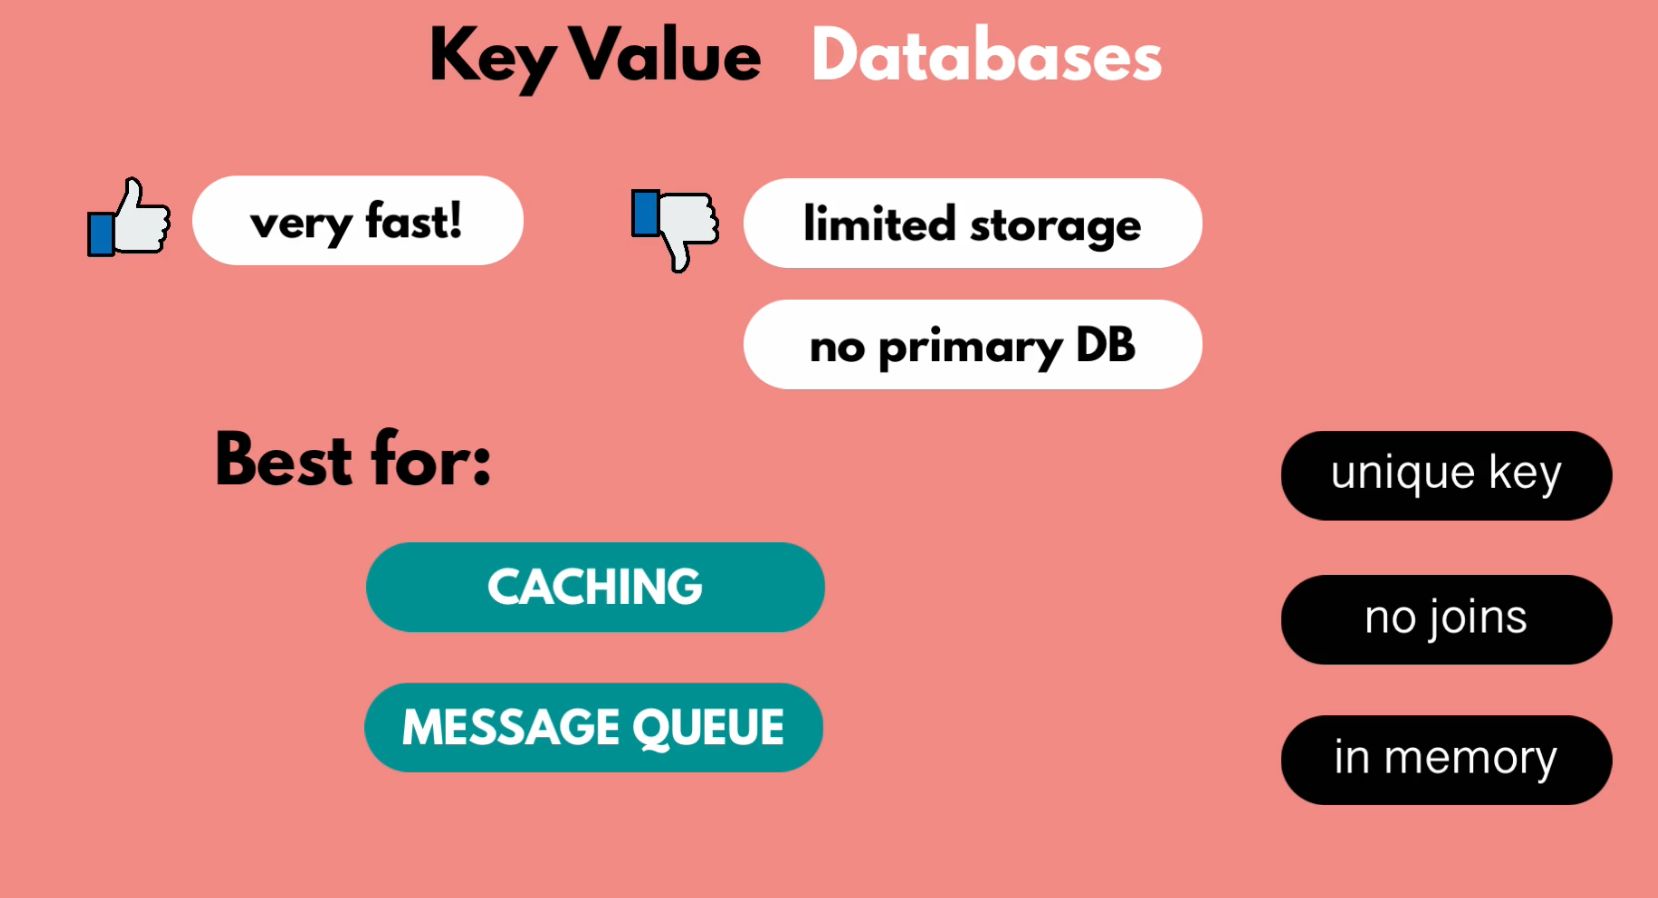 Key Value Databases
very fast!
limited storage
no primary DB
Best for:
CACHING
MESSAGE QUEUE
unique key
no joins
in memory